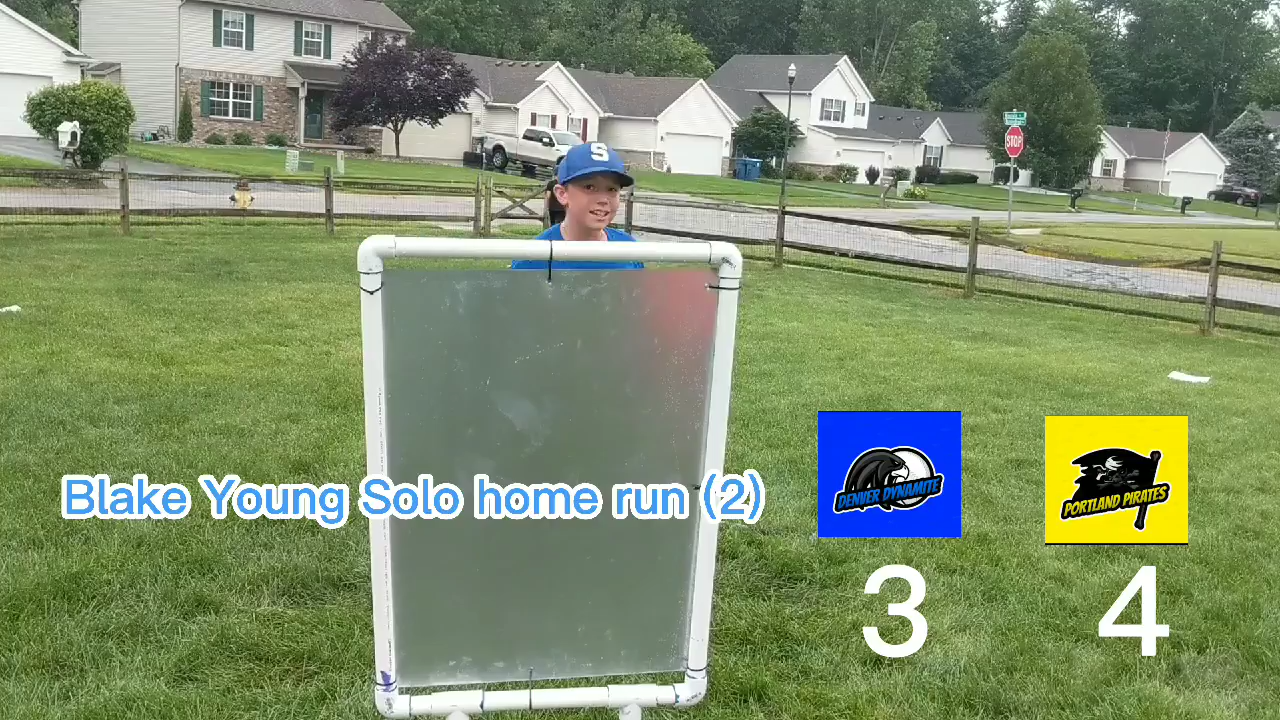 S
STOP
Blake Young Solo home run (2)
DENVER DYNAMITE
PORTLAND PIRATES
3
4